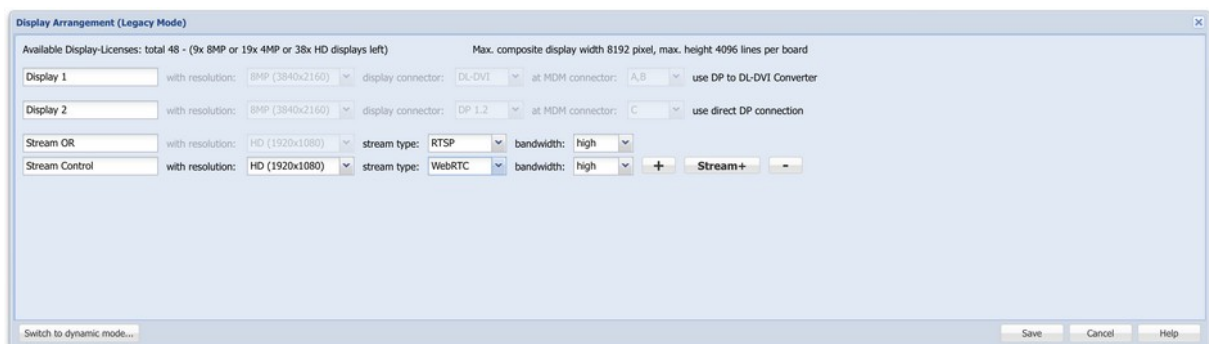 Display Arrangement (Legacy Mode)
Available Display-Licenses: total 48 - (9x 8MP or 19x 4MP or 38x HD displays left) Max. composite display width 8192 pixel, max. height 4096 lines per board
Display 1 with resolution: 8MP (3840x2160) display connector: DL-DVI at MDM connector: A,B use DP to DL-DVI Converter
Display 2 with resolution: 8MP (3840x2160) display connector: DP 1.2 at MDM connector: C use direct DP connection
Stream OR with resolution: HD (1920x1080) stream type: RTSP bandwidth: high
Stream Control with resolution: HD (1920x1080) stream type: WebRTC bandwidth: high + Stream+ -
Switch to dynamic mode... Save Cancel Help